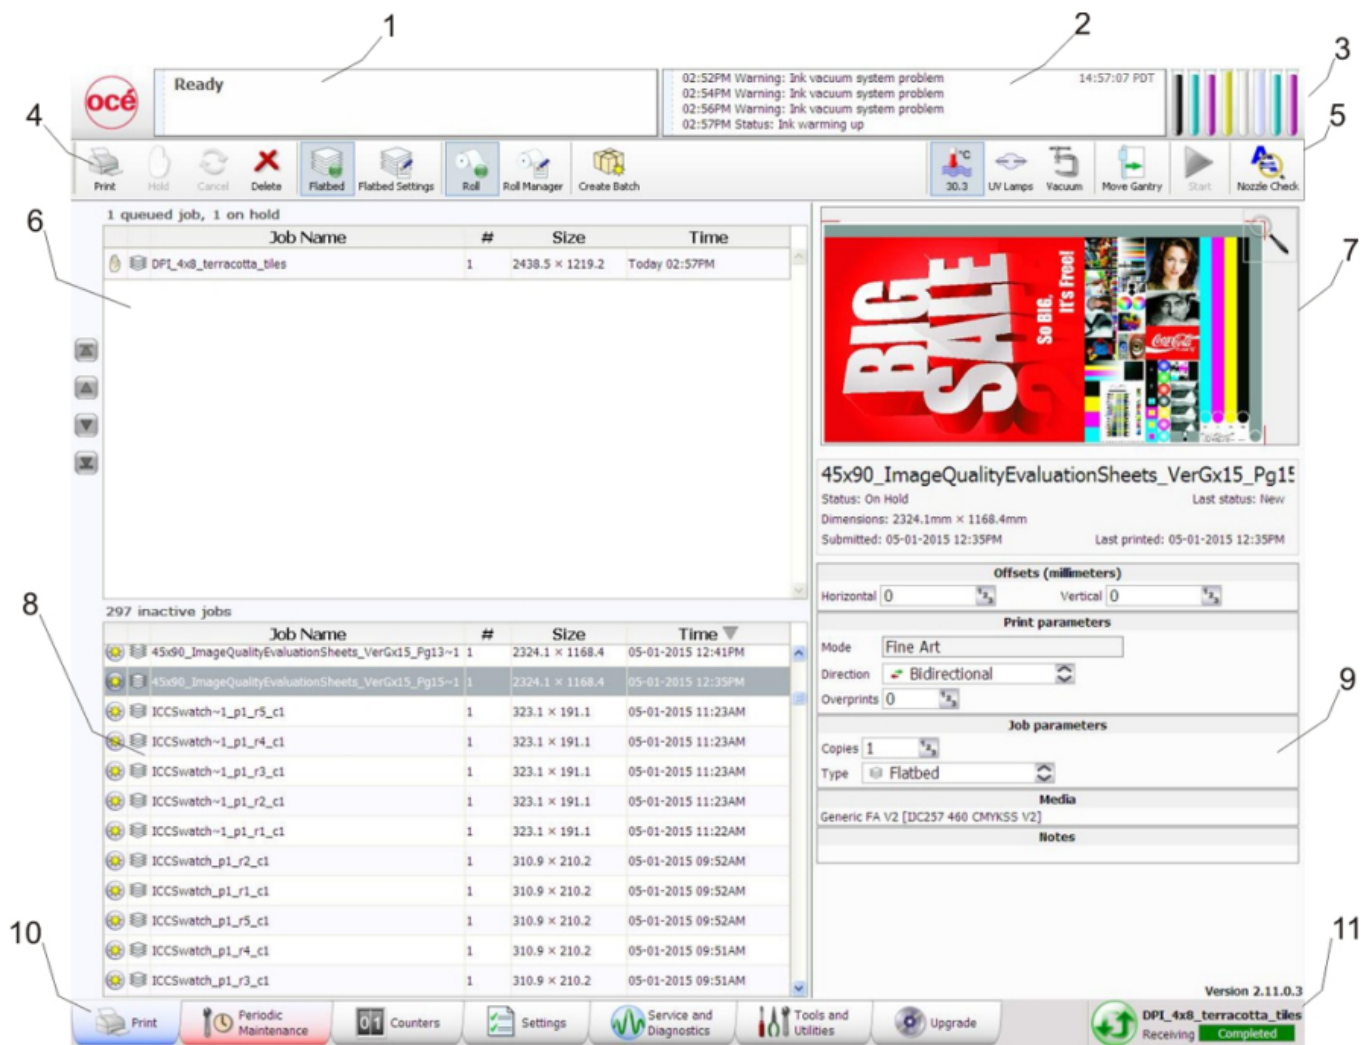 1
2
3
4
5
6
7
8
9
10
11
océ
Ready
02:52PM Warning: Ink vacuum system problem
14:57:07 PDT
02:54PM Warning: Ink vacuum system problem
02:56PM Warning: Ink vacuum system problem
02:57PM Status: Ink warming up
Print Hold Cancel Delete Flatbed Flatbed Settings Roll Roll Manager Create Batch
°C
30.3 UV Lamps Vacuum Move Gantry Start Nozzle Check
1 queued job, 1 on hold
Job Name # Size Time
DPI_4x8_terracotta_tiles 1 2438.5 × 1219.2 Today 02:57PM
297 inactive jobs
Job Name # Size Time
45x90_ImageQualityEvaluationSheets_VerGx15_Pg13~1 1 2324.1 × 1168.4 05-01-2015 12:41PM
45x90_ImageQualityEvaluationSheets_VerGx15_Pg15~1 1 2324.1 × 1168.4 05-01-2015 12:35PM
ICCSwatch~1_p1_r5_c1 1 323.1 × 191.1 05-01-2015 11:23AM
ICCSwatch~1_p1_r4_c1 1 323.1 × 191.1 05-01-2015 11:23AM
ICCSwatch~1_p1_r3_c1 1 323.1 × 191.1 05-01-2015 11:23AM
ICCSwatch~1_p1_r2_c1 1 323.1 × 191.1 05-01-2015 11:23AM
ICCSwatch~1_p1_r1_c1 1 323.1 × 191.1 05-01-2015 11:22AM
ICCSwatch_p1_r2_c1 1 310.9 × 210.2 05-01-2015 09:52AM
ICCSwatch_p1_r1_c1 1 310.9 × 210.2 05-01-2015 09:52AM
ICCSwatch_p1_r5_c1 1 310.9 × 210.2 05-01-2015 09:52AM
ICCSwatch_p1_r4_c1 1 310.9 × 210.2 05-01-2015 09:51AM
ICCSwatch_p1_r3_c1 1 310.9 × 210.2 05-01-2015 09:51AM
BIG
SALE
So BIG,
It's Free!
Coca-Cola
45x90_ImageQualityEvaluationSheets_VerGx15_Pg15
Status: On Hold Last status: New
Dimensions: 2324.1mm × 1168.4mm
Submitted: 05-01-2015 12:35PM Last printed: 05-01-2015 12:35PM
Offsets (millimeters)
Horizontal 0 123 Vertical 0 123
Print parameters
Mode Fine Art
Direction Bidirectional
Overprints 0 123
Job parameters
Copies 1 123
Type Flatbed
Media
Generic FA V2 [IJC257 460 CMYKSS V2]
Notes
Version 2.11.0.3
Print
Periodic
Maintenance
01 Counters
Settings
Service and
Diagnostics
Tools and
Utilities
Upgrade
DPI_4x8_terracotta_tiles
Receiving Completed